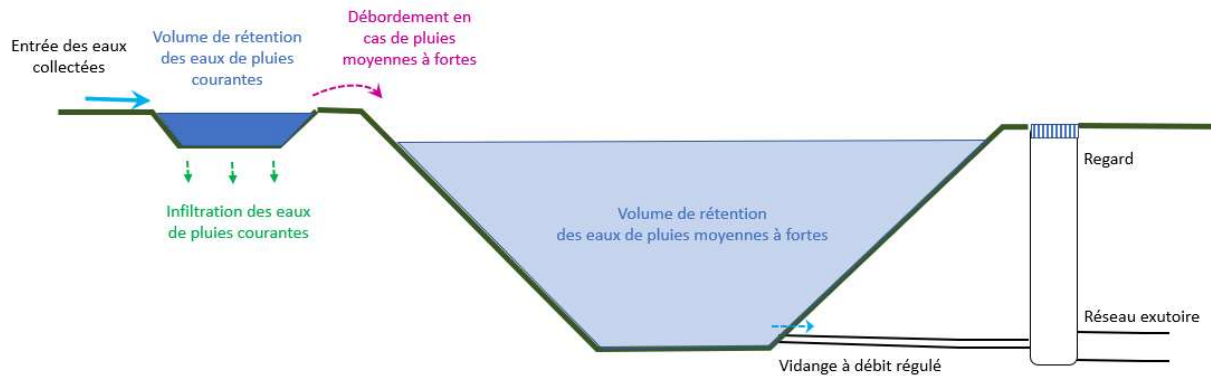 Entrée des eaux
collectées
Volume de rétention
des eaux de pluies
courantes
Débordement en
cas de pluies
moyennes à fortes
Infiltration des eaux
de pluies courantes
Volume de rétention
des eaux de pluies moyennes à fortes
Regard
Réseau exutoire
Vidange à débit régulé